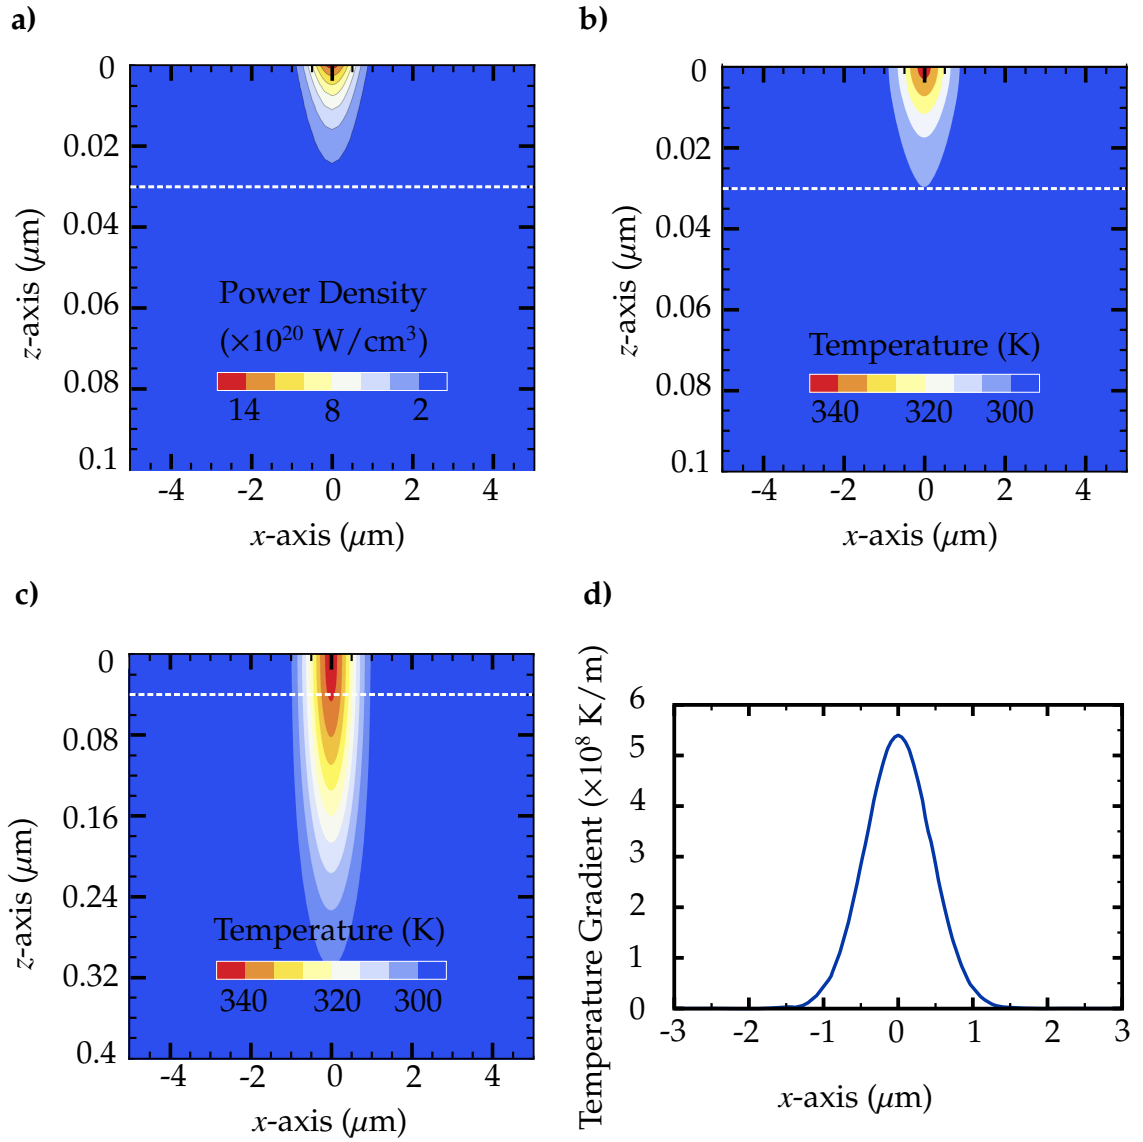 a)
0
0.02
0.04
0.06
0.08
0.1
z-axis (μm)
Power Density
(×10²⁰ W/cm³)
14 8 2
-4 -2 0 2 4
x-axis (μm)
b)
0
0.02
0.04
0.06
0.08
0.1
z-axis (μm)
Temperature (K)
340 320 300
-4 -2 0 2 4
x-axis (μm)
c)
0
0.08
0.16
0.24
0.32
0.4
z-axis (μm)
Temperature (K)
340 320 300
-4 -2 0 2 4
x-axis (μm)
d)
Temperature Gradient (×10⁸ K/m)
6
5
4
3
2
1
0
-3 -2 -1 0 1 2 3
x-axis (μm)